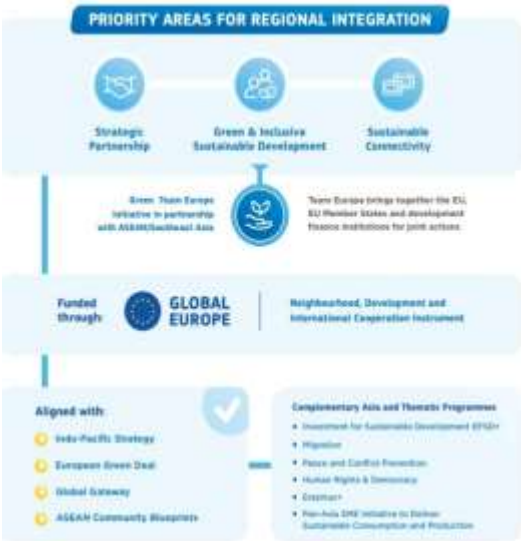 PRIORITY AREAS FOR REGIONAL INTEGRATION
Strategic
Partnership
Green & Inclusive
Sustainable Development
Sustainable
Connectivity
Green Team Europe
Initiative in partnership
with ASEAN/Southeast Asia
Team Europe brings together the EU,
EU Member States and development
finance institutions for joint actions
Funded
through:
GLOBAL
EUROPE
Neighbourhood, Development and
International Cooperation Instrument
Aligned with:
Indo-Pacific Strategy
European Green Deal
Global Gateway
ASEAN Community Blueprints
Complementary Asia and Thematic Programmes
• Investment for Sustainable Development (EFSD+
• Migration
• Peace and Conflict Prevention
• Human Rights & Democracy
• Erasmus+
• Pan-Asia SME Initiative to Deliver
Sustainable Consumption and Production